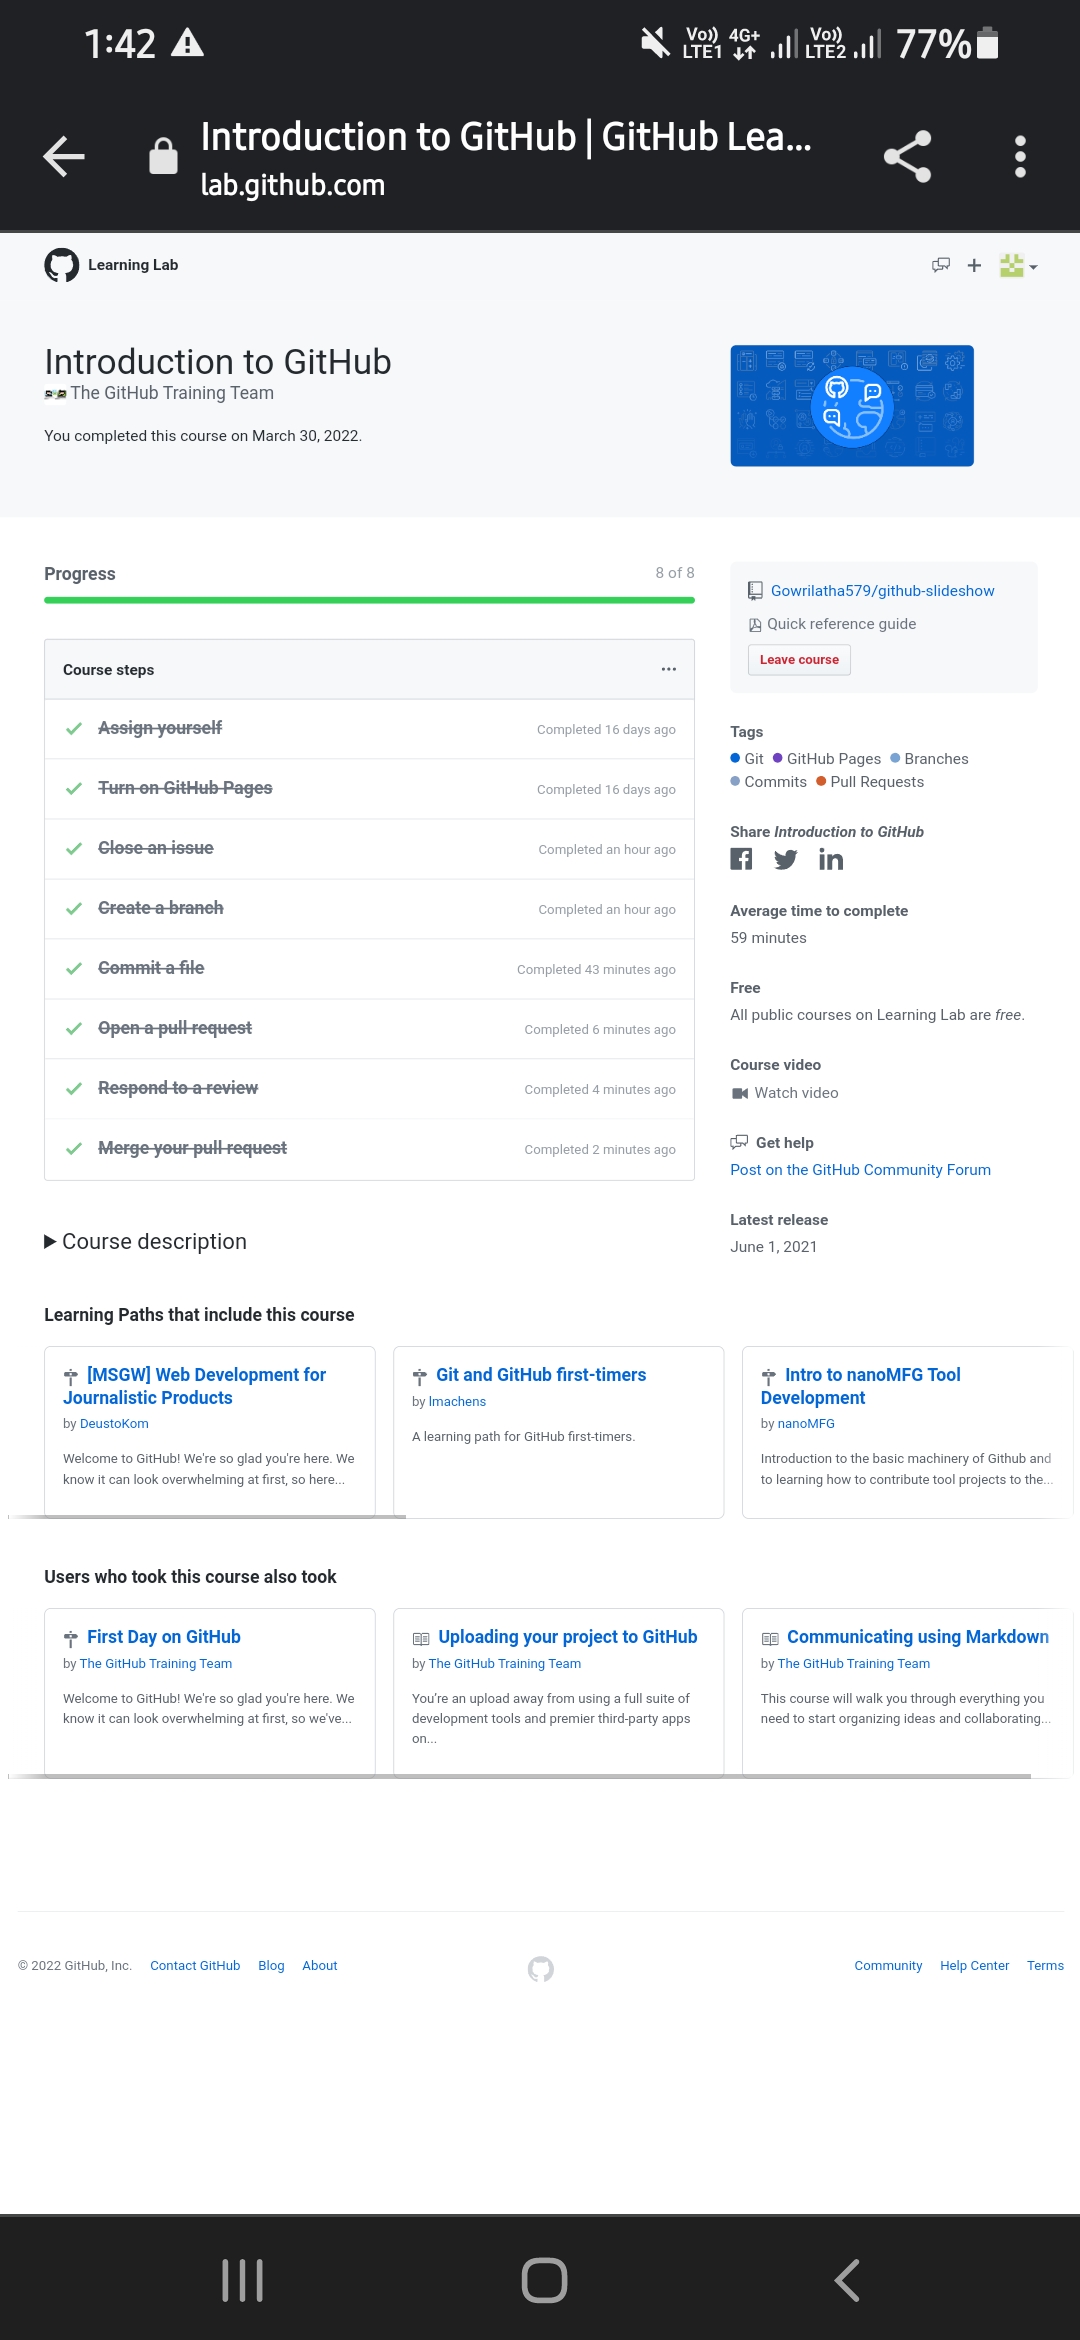 1:42
Vo)) LTE1 4G+ Vo)) LTE2 77%
Introduction to GitHub | GitHub Lea...
lab.github.com
Learning Lab
Introduction to GitHub
The GitHub Training Team
You completed this course on March 30, 2022.
Progress 8 of 8
Course steps
Assign yourself Completed 16 days ago
Turn on GitHub Pages Completed 16 days ago
Close an issue Completed an hour ago
Create a branch Completed an hour ago
Commit a file Completed 43 minutes ago
Open a pull request Completed 6 minutes ago
Respond to a review Completed 4 minutes ago
Merge your pull request Completed 2 minutes ago
Gowrilatha579/github-slideshow
Quick reference guide
Leave course
Tags
Git GitHub Pages Branches
Commits Pull Requests
Share Introduction to GitHub
Average time to complete
59 minutes
Free
All public courses on Learning Lab are free.
Course video
Watch video
Get help
Post on the GitHub Community Forum
Latest release
June 1, 2021
Course description
Learning Paths that include this course
[MSGW] Web Development for
Journalistic Products
by DeustoKom
Welcome to GitHub! We're so glad you're here. We
know it can look overwhelming at first, so here...
Git and GitHub first-timers
by lmachens
A learning path for GitHub first-timers.
Intro to nanoMFG Tool
Development
by nanoMFG
Introduction to the basic machinery of Github and
to learning how to contribute tool projects to the...
Users who took this course also took
First Day on GitHub
by The GitHub Training Team
Welcome to GitHub! We're so glad you're here. We
know it can look overwhelming at first, so we've...
Uploading your project to GitHub
by The GitHub Training Team
You're an upload away from using a full suite of
development tools and premier third-party apps
on...
Communicating using Markdown
by The GitHub Training Team
This course will walk you through everything you
need to start organizing ideas and collaborating...
© 2022 GitHub, Inc. Contact GitHub Blog About Community Help Center Terms